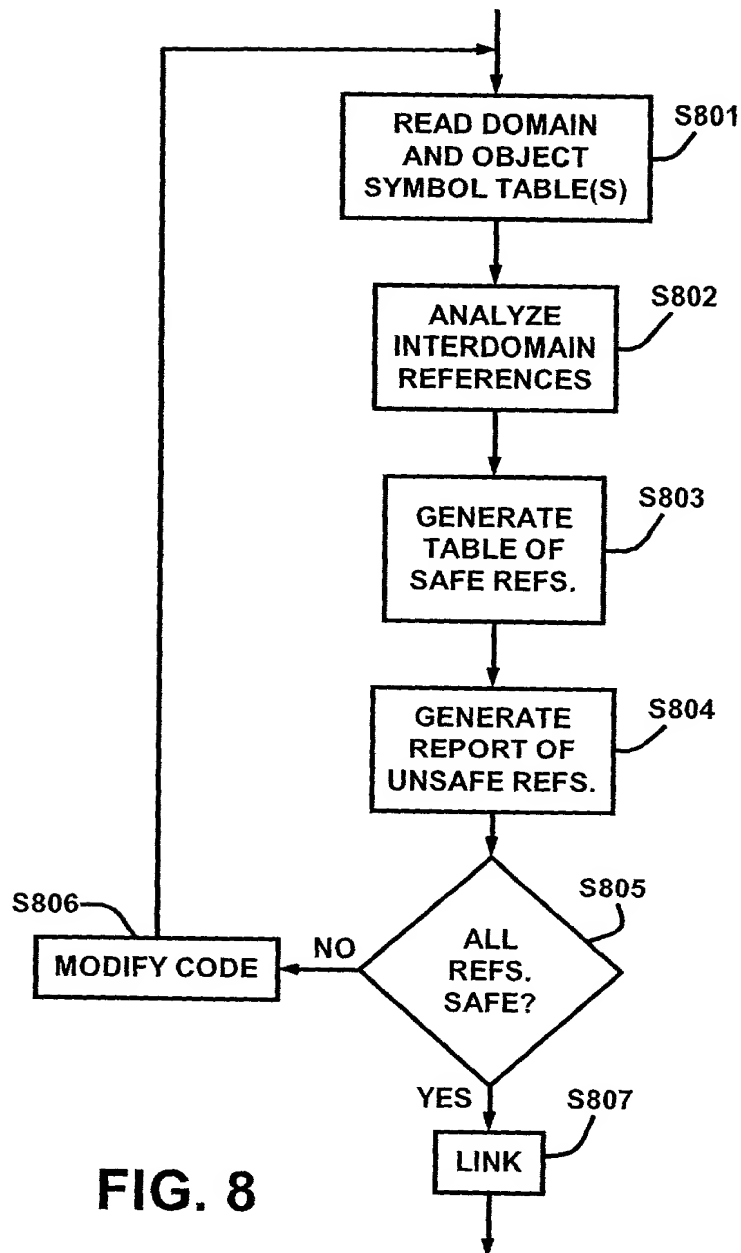 S801
READ DOMAIN
AND OBJECT
SYMBOL TABLE(S)
S802
ANALYZE
INTERDOMAIN
REFERENCES
S803
GENERATE
TABLE OF
SAFE REFS.
S804
GENERATE
REPORT OF
UNSAFE REFS.
S805
ALL
REFS.
SAFE?
S806
NO
MODIFY CODE
YES
S807
LINK
FIG. 8